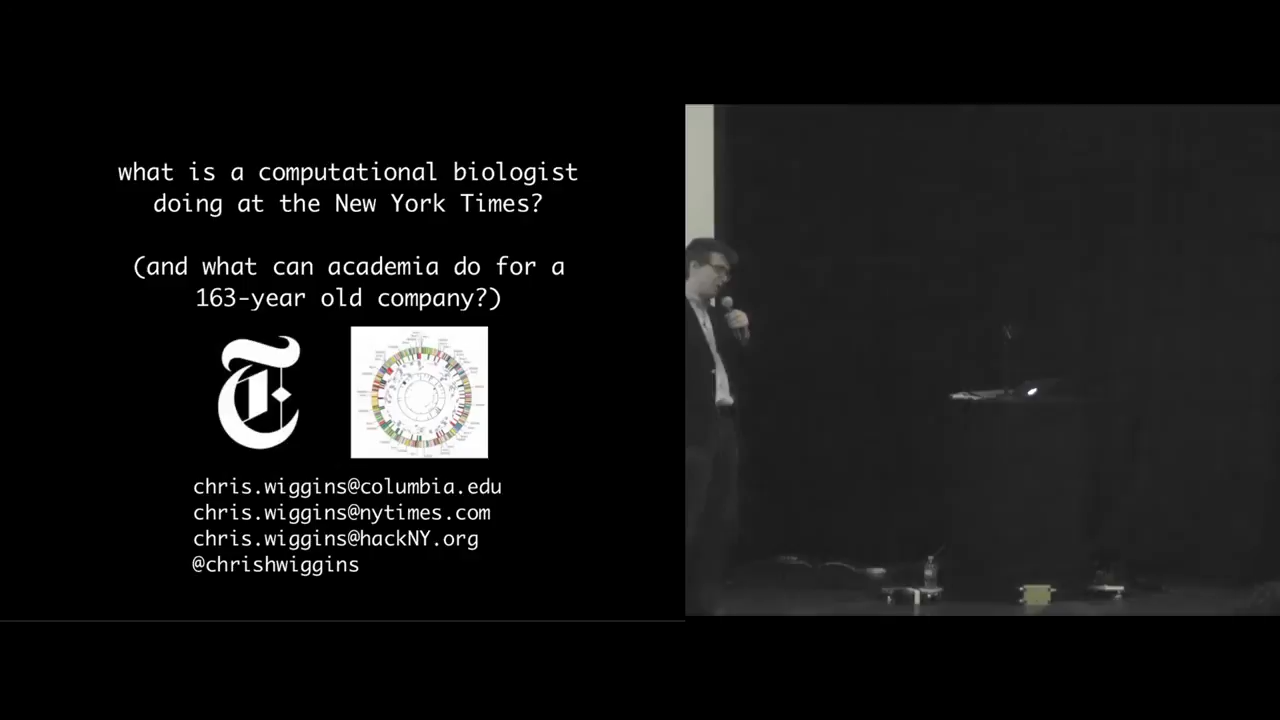 what is a computational biologist
doing at the New York Times?
(and what can academia do for a
163-year old company?)
chris.wiggins@columbia.edu
chris.wiggins@nytimes.com
chris.wiggins@hackNY.org
@chrishwiggins